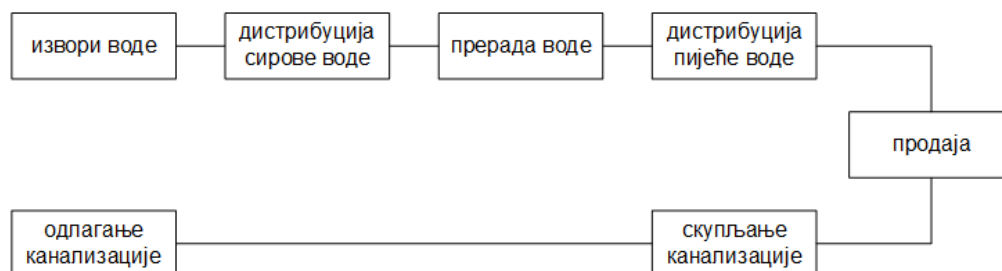 извори воде
дистрибуција
сирове воде
прерада воде
дистрибуција
пијеће воде
продаја
одлагање
канализације
скупљање
канализације